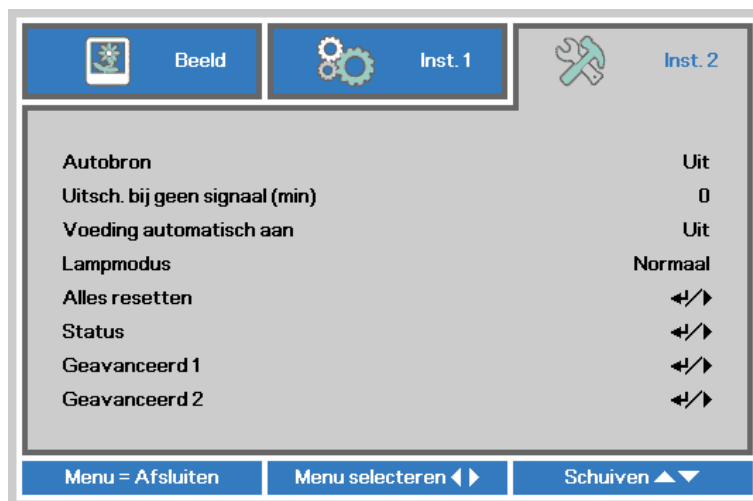 Beeld Inst. 1 Inst. 2
Autobron Uit
Uitsch. bij geen signaal (min) 0
Voeding automatisch aan Uit
Lampmodus Normaal
Alles resetten ↵/▶
Status ↵/▶
Geavanceerd 1 ↵/▶
Geavanceerd 2 ↵/▶
Menu = Afsluiten Menu selecteren ◀▶ Schuiven ▲▼